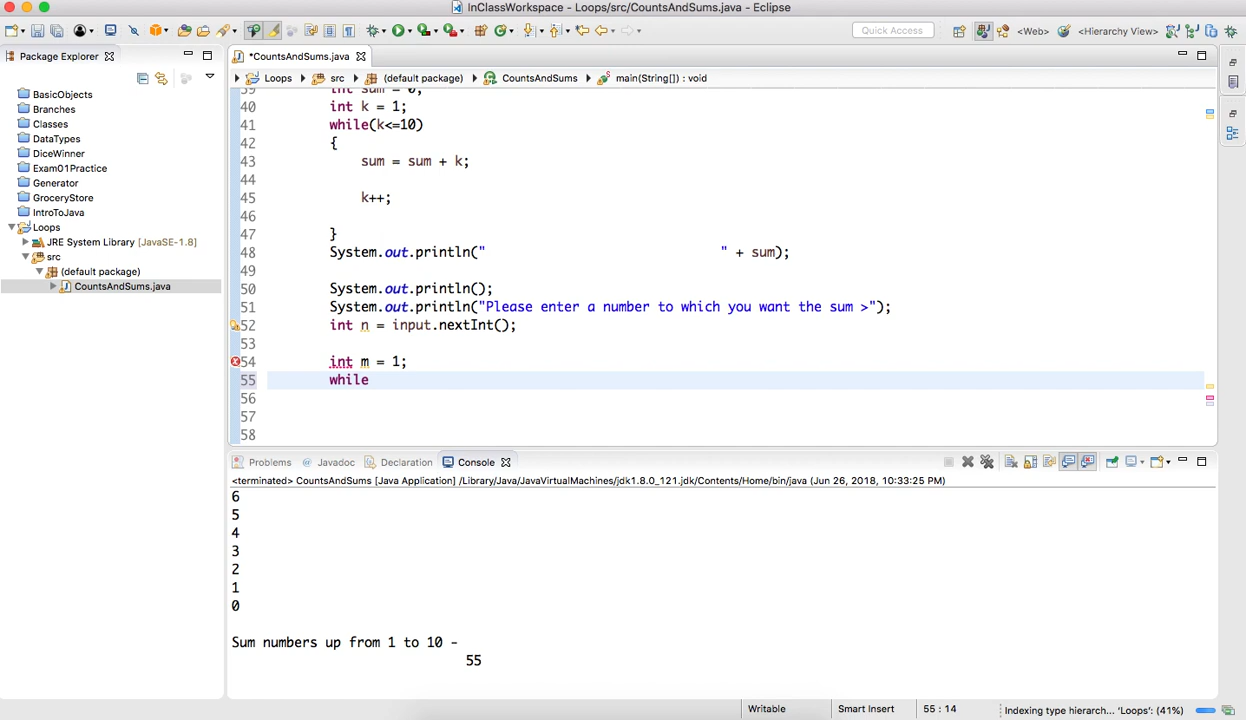 InClassWorkspace - Loops/src/CountsAndSums.java - Eclipse
Quick Access
<Web>
<Hierarchy View>
Package Explorer
*CountsAndSums.java
Loops
src
(default package)
CountsAndSums
main(String[]) : void
BasicObjects
Branches
Classes
DataTypes
DiceWinner
Exam01Practice
Generator
GroceryStore
IntroToJava
Loops
JRE System Library [JavaSE-1.8]
src
(default package)
CountsAndSums.java
39 int sum = 0;
40 int k = 1;
41 while(k<=10)
42 {
43 sum = sum + k;
44
45 k++;
46
47 }
48 System.out.println("                              " + sum);
49
50 System.out.println();
51 System.out.println("Please enter a number to which you want the sum >");
52 int n = input.nextInt();
53
54 int m = 1;
55 while
56
57
58
Problems
Javadoc
Declaration
Console
<terminated> CountsAndSums [Java Application] /Library/Java/JavaVirtualMachines/jdk1.8.0_121.jdk/Contents/Home/bin/java (Jun 26, 2018, 10:33:25 PM)
6
5
4
3
2
1
0
Sum numbers up from 1 to 10 -
55
Writable
Smart Insert
55 : 14
Indexing type hierarch... 'Loops': (41%)